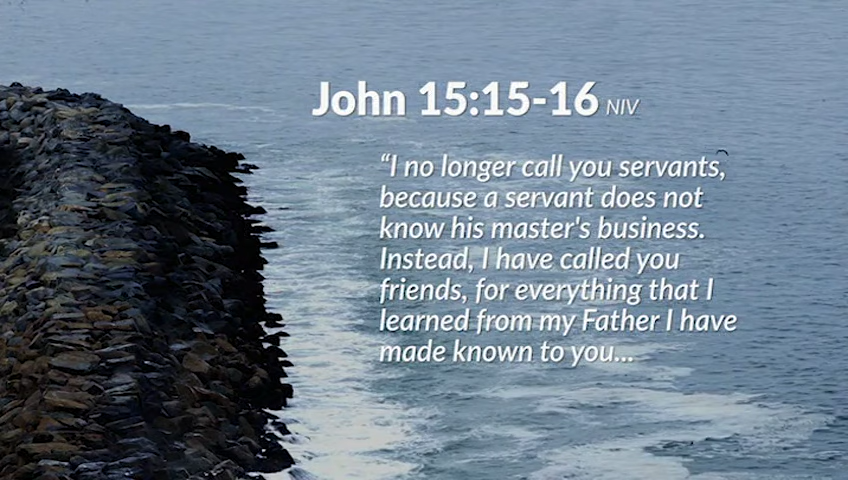 John 15:15-16 NIV
“I no longer call you servants,
because a servant does not
know his master's business.
Instead, I have called you
friends, for everything that I
learned from my Father I have
made known to you...